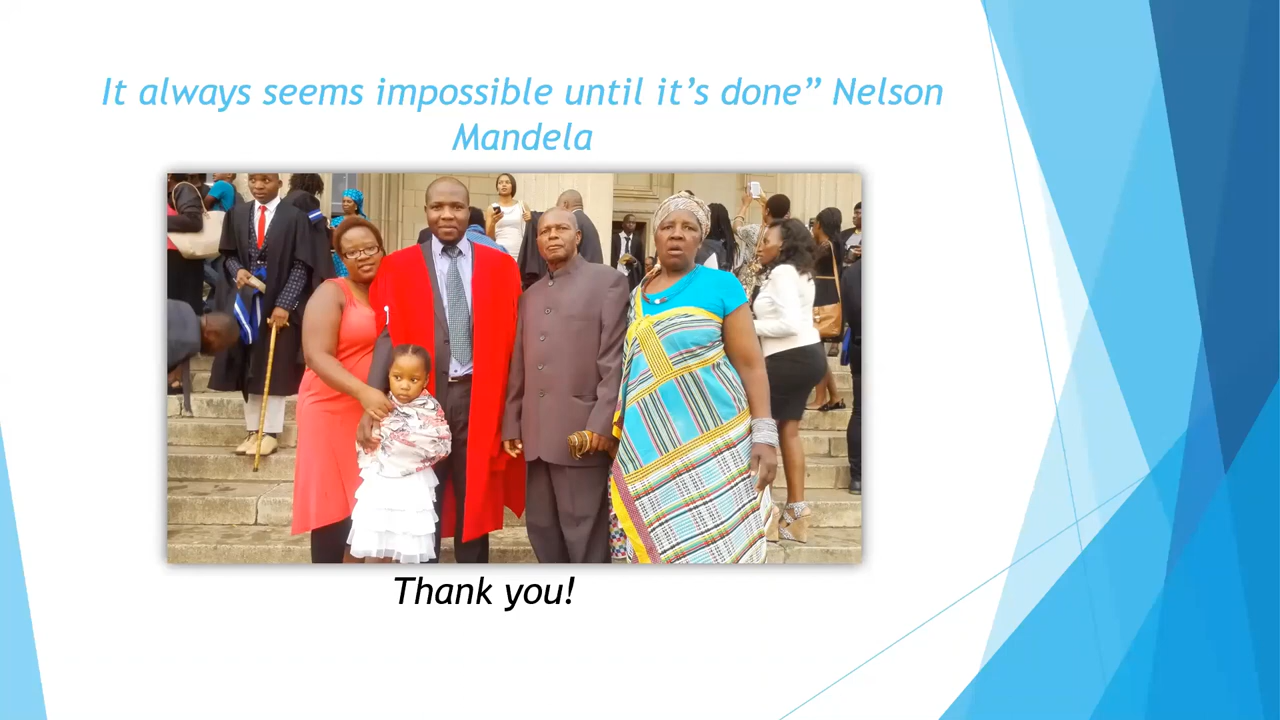 It always seems impossible until it’s done” Nelson
Mandela
Thank you!